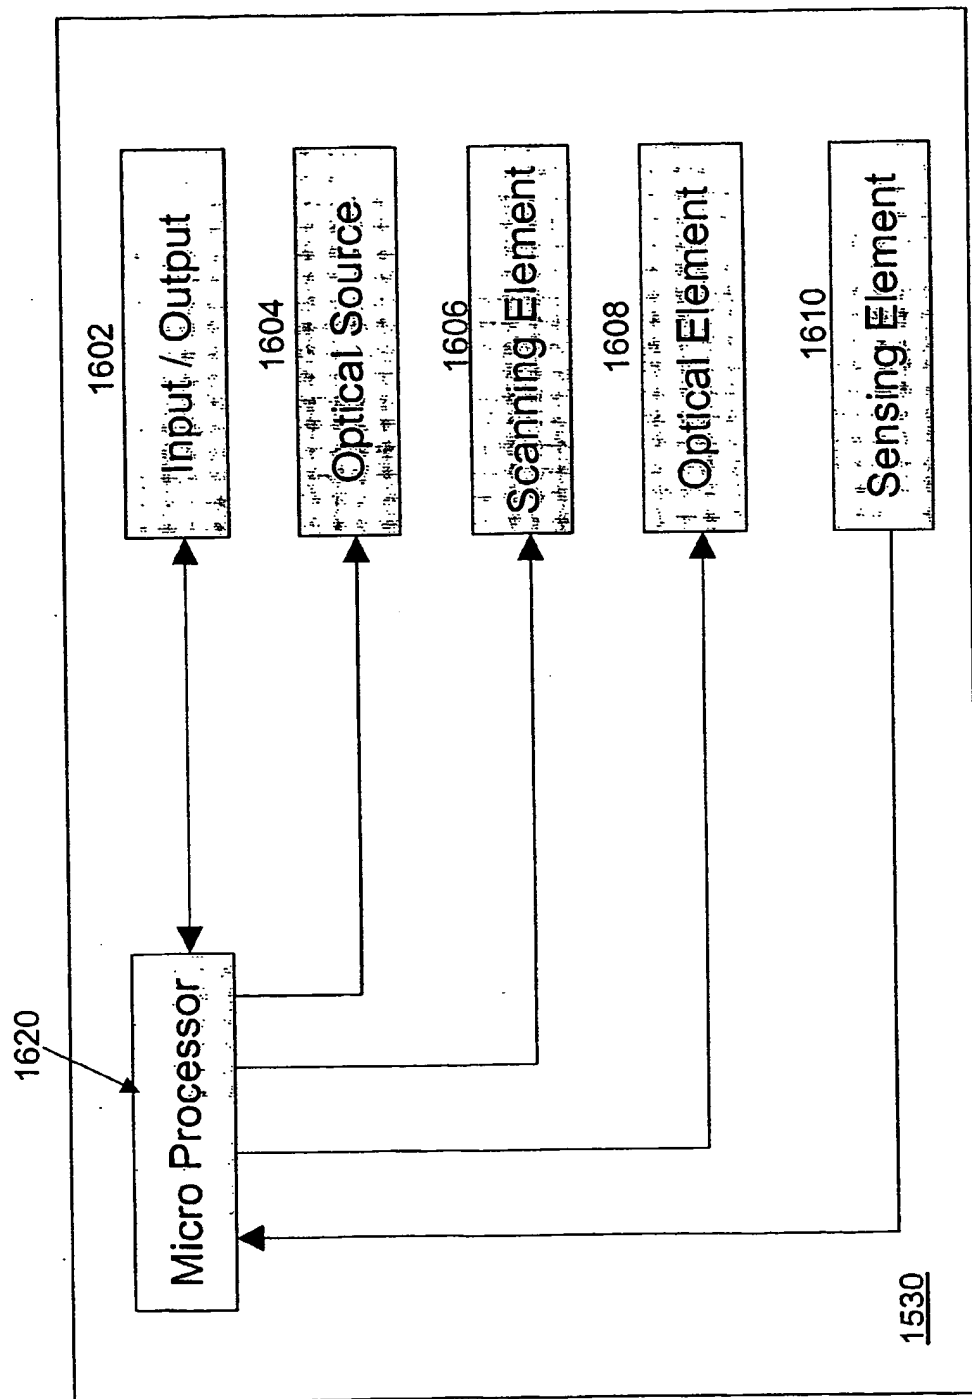 1620
Micro Processor
1602
Input / Output
1604
Optical Source
1606
Scanning Element
1608
Optical Element
1610
Sensing Element
1530